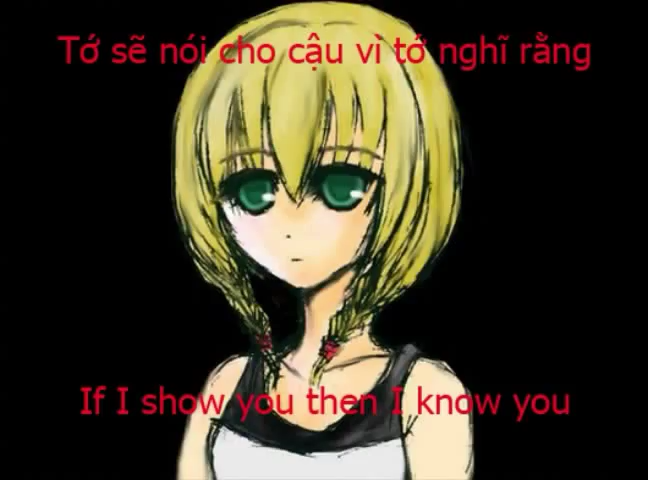 Tớ sẽ nói cho cậu vì tớ nghĩ rằng
If I show you then I know you